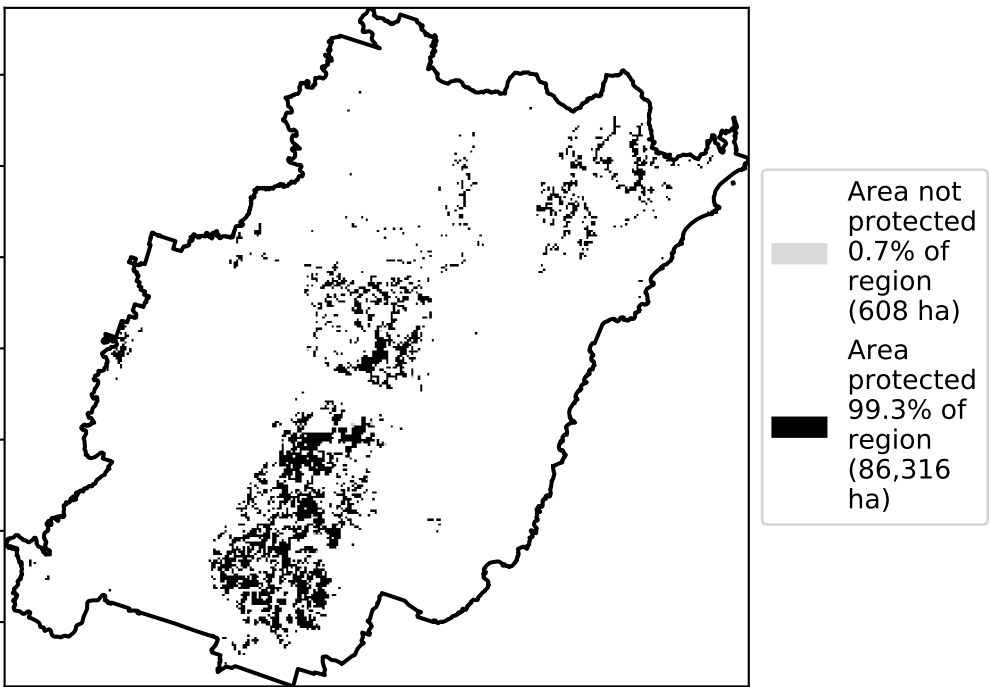 Area not
protected
0.7% of
region
(608 ha)
Area
protected
99.3% of
region
(86,316
ha)